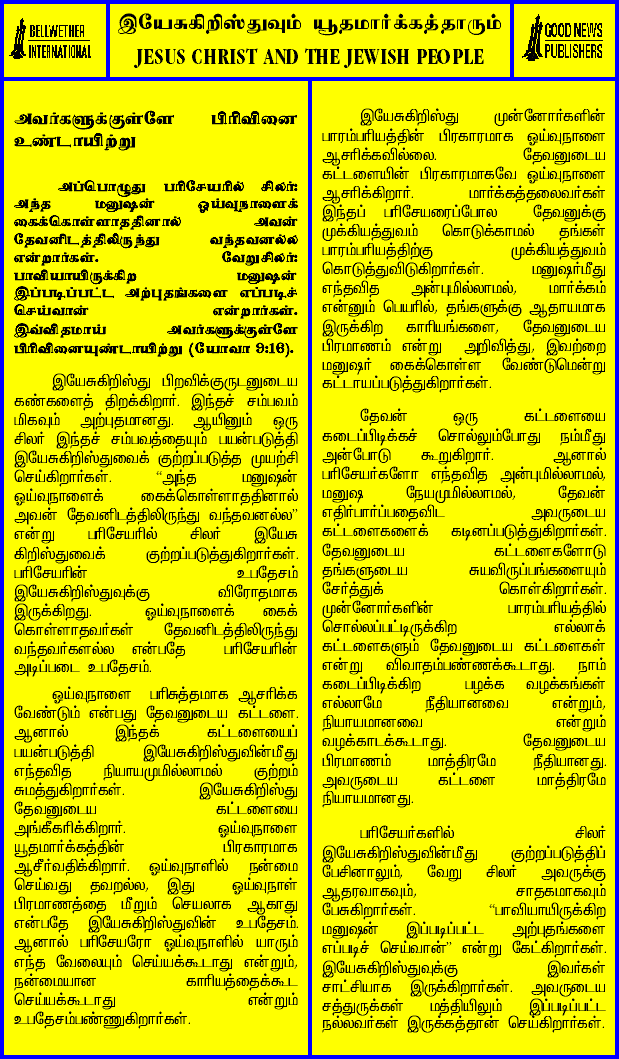 BELLWETHER
INTERNATIONAL
இயேசுகிறிஸ்துவும் யூதமார்க்கத்தாரும்
JESUS CHRIST AND THE JEWISH PEOPLE
GOOD NEWS
PUBLISHERS
அவர்களுக்குள்ளே பிரிவினை
உண்டாயிற்று
அப்பொழுது பரிசேயரில் சிலர்:
அந்த மனுஷன் ஓய்வுநாளைக்
கைக்கொள்ளாததினால் அவன்
தேவனிடத்திலிருந்து வந்தவனல்ல
என்றார்கள். வேறுசிலர்:
பாவியாயிருக்கிற மனுஷன்
இப்படிப்பட்ட அற்புதங்களை எப்படிச்
செய்வான் என்றார்கள்.
இவ்விதமாய் அவர்களுக்குள்ளே
பிரிவினையுண்டாயிற்று (யோவா 9:16).
இயேசுகிறிஸ்து பிறவிக்குருடனுடைய
கண்களைத் திறக்கிறார். இந்தச் சம்பவம்
மிகவும் அற்புதமானது. ஆயினும் ஒரு
சிலர் இந்தச் சம்பவத்தையும் பயன்படுத்தி
இயேசுகிறிஸ்துவைக் குற்றப்படுத்த முயற்சி
செய்கிறார்கள். “அந்த மனுஷன்
ஓய்வுநாளைக் கைக்கொள்ளாததினால்
அவன் தேவனிடத்திலிருந்து வந்தவனல்ல”
என்று பரிசேயரில் சிலர் இயேசு
கிறிஸ்துவைக் குற்றப்படுத்துகிறார்கள்.
பரிசேயரின் உபதேசம்
இயேசுகிறிஸ்துவுக்கு விரோதமாக
இருக்கிறது. ஓய்வுநாளைக் கைக்
கொள்ளாதவர்கள் தேவனிடத்திலிருந்து
வந்தவர்களல்ல என்பதே பரிசேயரின்
அடிப்படை உபதேசம்.
ஓய்வுநாளை பரிசுத்தமாக ஆசரிக்க
வேண்டும் என்பது தேவனுடைய கட்டளை.
ஆனால் இந்தக் கட்டளையைப்
பயன்படுத்தி இயேசுகிறிஸ்துவின்மீது
எந்தவித நியாயமுமில்லாமல் குற்றம்
சுமத்துகிறார்கள். இயேசுகிறிஸ்து
தேவனுடைய கட்டளையை
அங்கீகரிக்கிறார். ஓய்வுநாளை
யூதமார்க்கத்தின் பிரகாரமாக
ஆசீர்வதிக்கிறார். ஓய்வுநாளில் நன்மை
செய்வது தவறல்ல, இது ஓய்வுநாள்
பிரமாணத்தை மீறும் செயலாக ஆகாது
என்பதே இயேசுகிறிஸ்துவின் உபதேசம்.
ஆனால் பரிசேயரோ ஓய்வுநாளில் யாரும்
எந்த வேலையும் செய்யக்கூடாது என்றும்,
நன்மையான காரியத்தைக்கூட
செய்யக்கூடாது என்றும்
உபதேசம்பண்ணுகிறார்கள்.
இயேசுகிறிஸ்து முன்னோர்களின்
பாரம்பரியத்தின் பிரகாரமாக ஓய்வுநாளை
ஆசரிக்கவில்லை. தேவனுடைய
கட்டளையின் பிரகாரமாகவே ஓய்வுநாளை
ஆசரிக்கிறார். மார்க்கத்தலைவர்கள்
இந்தப் பரிசேயரைப்போல தேவனுக்கு
முக்கியத்துவம் கொடுக்காமல் தங்கள்
பாரம்பரியத்திற்கு முக்கியத்துவம்
கொடுத்துவிடுகிறார்கள். மனுஷர்மீது
எந்தவித அன்புமில்லாமல், மார்க்கம்
என்னும் பெயரில், தங்களுக்கு ஆதாயமாக
இருக்கிற காரியங்களை, தேவனுடைய
பிரமாணம் என்று அறிவித்து, இவற்றை
மனுஷர் கைக்கொள்ள வேண்டுமென்று
கட்டாயப்படுத்துகிறார்கள்.
தேவன் ஒரு கட்டளையை
கடைப்பிடிக்கச் சொல்லும்போது நம்மீது
அன்போடு கூறுகிறார். ஆனால்
பரிசேயர்களோ எந்தவித அன்புமில்லாமல்,
மனுஷ நேயமுமில்லாமல், தேவன்
எதிர்பார்ப்பதைவிட அவருடைய
கட்டளைகளைக் கடினப்படுத்துகிறார்கள்.
தேவனுடைய கட்டளைகளோடு
தங்களுடைய சுயவிருப்பங்களையும்
சேர்த்துக் கொள்கிறார்கள்.
முன்னோர்களின் பாரம்பரியத்தில்
சொல்லப்பட்டிருக்கிற எல்லாக்
கட்டளைகளும் தேவனுடைய கட்டளைகள்
என்று விவாதம்பண்ணக்கூடாது. நாம்
கடைப்பிடிக்கிற பழக்க வழக்கங்கள்
எல்லாமே நீதியானவை என்றும்,
நியாயமானவை என்றும்
வழக்காடக்கூடாது. தேவனுடைய
பிரமாணம் மாத்திரமே நீதியானது.
அவருடைய கட்டளை மாத்திரமே
நியாயமானது.
பரிசேயர்களில் சிலர்
இயேசுகிறிஸ்துவின்மீது குற்றப்படுத்திப்
பேசினாலும், வேறு சிலர் அவருக்கு
ஆதரவாகவும், சாதகமாகவும்
பேசுகிறார்கள். “பாவியாயிருக்கிற
மனுஷன் இப்படிப்பட்ட அற்புதங்களை
எப்படிச் செய்வான்” என்று கேட்கிறார்கள்.
இயேசுகிறிஸ்துவுக்கு இவர்கள்
சாட்சியாக இருக்கிறார்கள். அவருடைய
சத்துருக்கள் மத்தியிலும் இப்படிப்பட்ட
நல்லவர்கள் இருக்கத்தான் செய்கிறார்கள்.